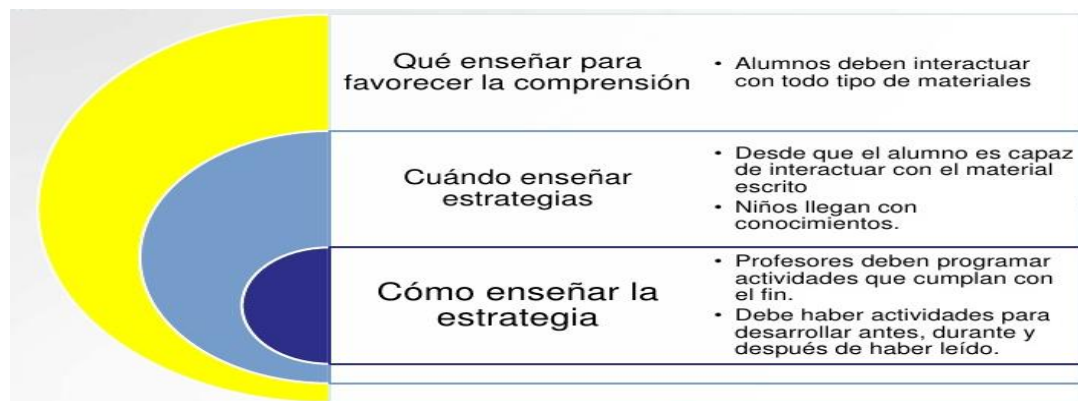 Qué enseñar para
favorecer la comprensión
• Alumnos deben interactuar
con todo tipo de materiales
Cuándo enseñar
estrategias
• Desde que el alumno es capaz
de interactuar con el material
escrito
• Niños llegan con
conocimientos.
Cómo enseñar la
estrategia
• Profesores deben programar
actividades que cumplan con
el fin.
• Debe haber actividades para
desarrollar antes, durante y
después de haber leído.